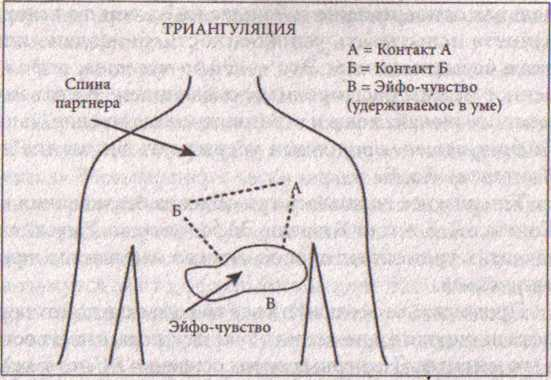 ТРИАНГУЛЯЦИЯ
А = Контакт А
Б = Контакт Б
В = Эйфо-чувство
(удерживаемое в уме)
Спина
партнера
А
Б
В
Эйфо-чувство